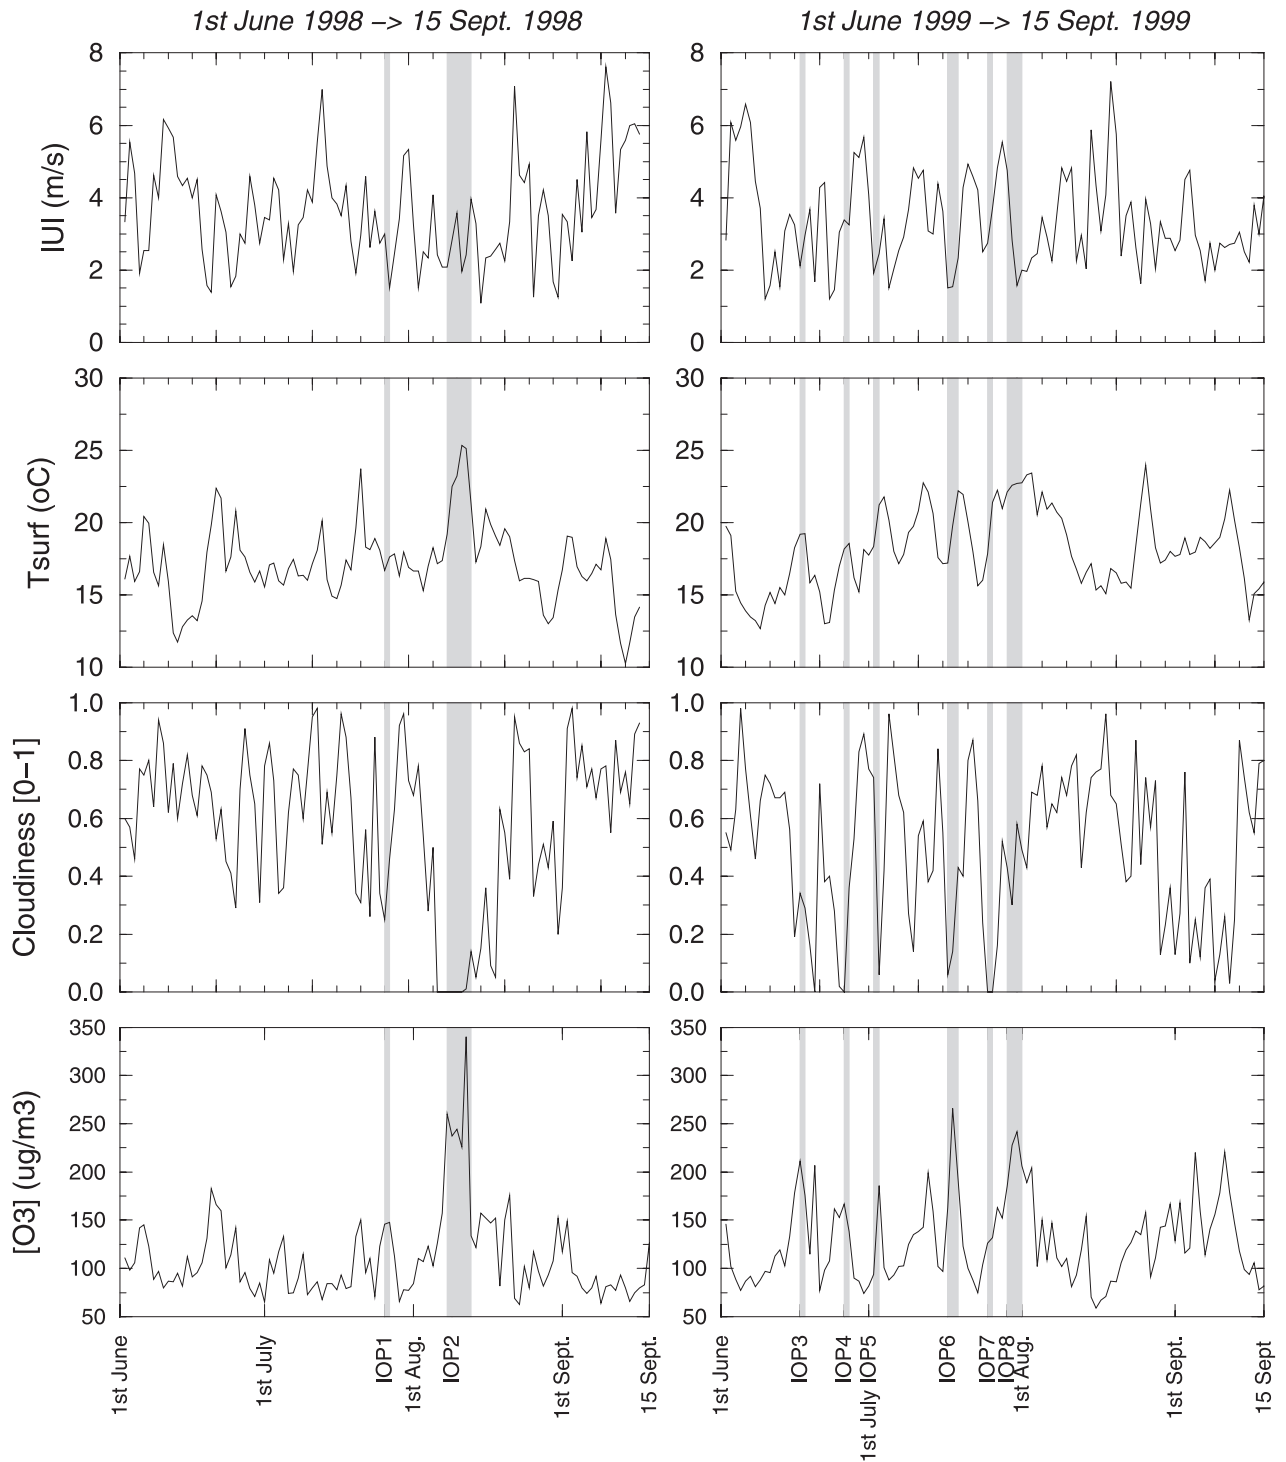 1st June 1998 −> 15 Sept. 1998
1st June 1999 −> 15 Sept. 1999
IUI (m/s)
8
6
4
2
0
8
6
4
2
0
Tsurf (oC)
30
25
20
15
10
30
25
20
15
10
Cloudiness [0−1]
1.0
0.8
0.6
0.4
0.2
0.0
1.0
0.8
0.6
0.4
0.2
0.0
[O3] (ug/m3)
350
300
250
200
150
100
50
350
300
250
200
150
100
50
1st June
1st July
IOP1
1st Aug.
IOP2
1st Sept.
15 Sept.
1st June
IOP3
IOP4
1st July IOP5
IOP6
IOP7
IOP8
1st Aug.
1st Sept.
15 Sept